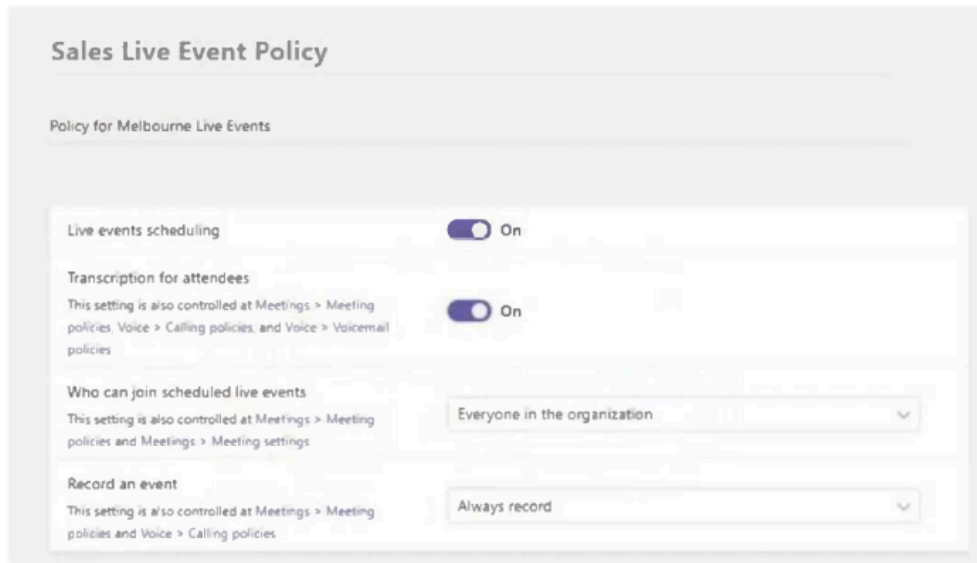 Sales Live Event Policy
Policy for Melbourne Live Events
Live events scheduling
On
Transcription for attendees
This setting is also controlled at Meetings > Meeting
policies, Voice > Calling policies, and Voice > Voicemail
policies
On
Who can join scheduled live events
This setting is also controlled at Meetings > Meeting
policies and Meetings > Meeting settings
Everyone in the organization
Record an event
This setting is also controlled at Meetings > Meeting
policies and Voice > Calling policies
Always record